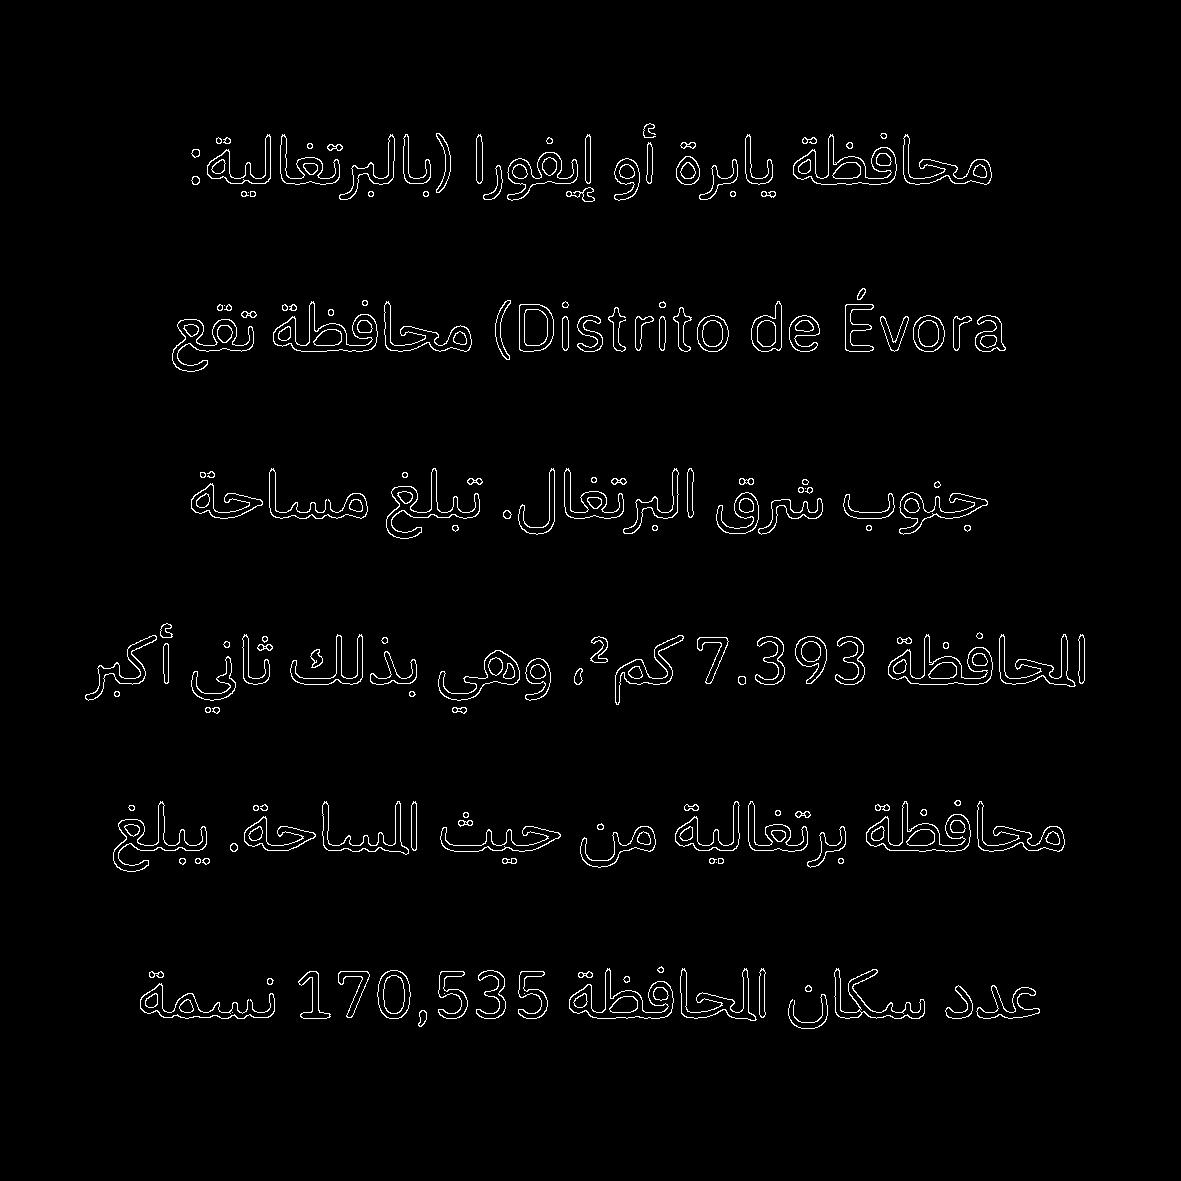 محافظة يابرة أو إيفورا (بالبرتغالية:
Distrito de Évora) محافظة تقع
جنوب شرق البرتغال. تبلغ مساحة
المحافظة 7.393 كم²، وهي بذلك ثاني أكبر
محافظة برتغالية من حيث المساحة. يبلغ
عدد سكان المحافظة 170,535 نسمة